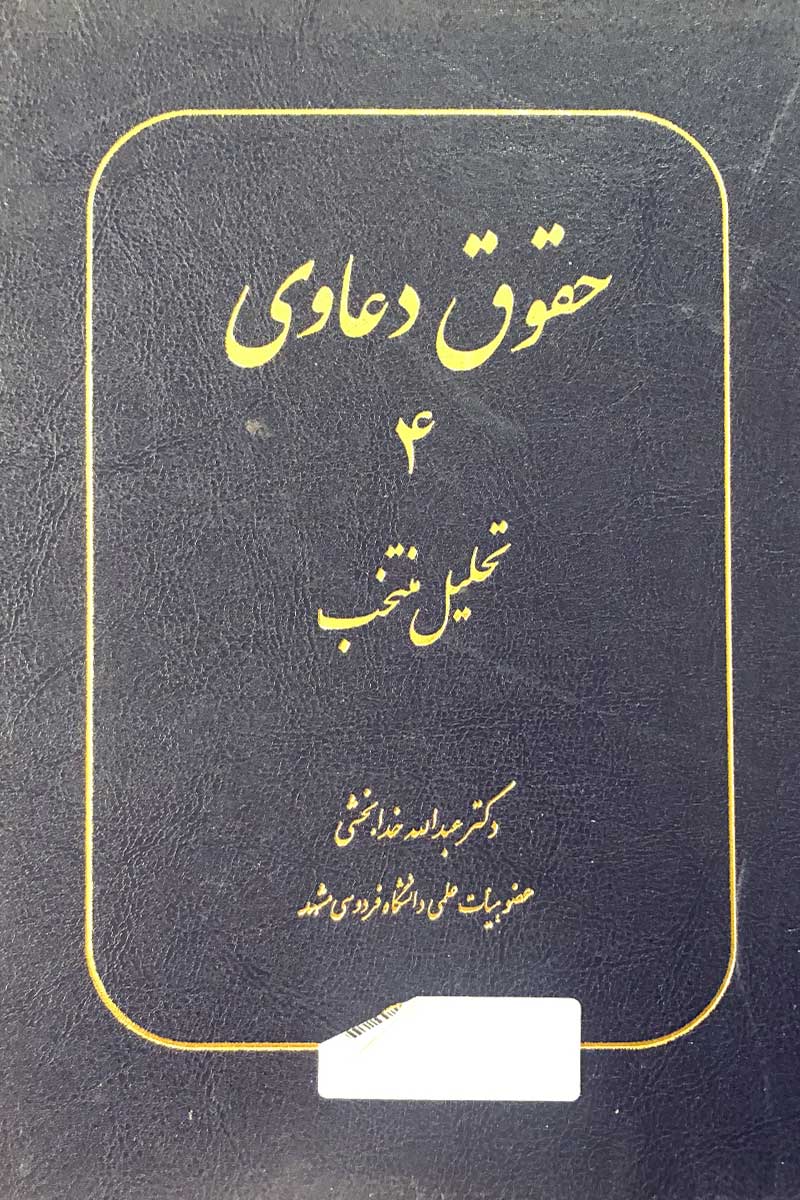 حقوق دعاوی
۴
تحلیل منتخب
دکتر عبدالله خدابخشی
عضو هیات علمی دانشگاه فردوسی مشهد